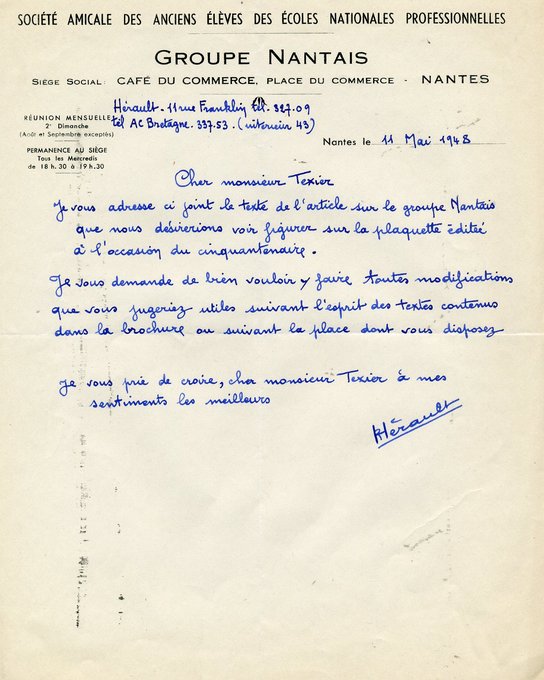 SOCIÉTÉ AMICALE DES ANCIENS ÉLÈVES DES ÉCOLES NATIONALES PROFESSIONNELLES
GROUPE NANTAIS
SIÈGE SOCIAL: CAFÉ DU COMMERCE, PLACE DU COMMERCE - NANTES
Hérault - 11 rue Franklin tél. 327.09
tél AC Bretagne. 337.53. (intérieur 43)
RÉUNION MENSUELLE
2e Dimanche
(Août et Septembre exceptés)
PERMANENCE AU SIÈGE
Tous les Mercredis
de 18 h. 30 à 19 h. 30
Nantes le 11 Mai 1948
Cher monsieur Texier
Je vous adresse ci joint le texte de l'article sur le groupe Nantais
que nous désirerions voir figurer sur la plaquette éditée
à l'occasion du cinquantenaire.
Je vous demande de bien vouloir y faire toutes modifications
que vous jugeriez utiles suivant l'esprit des textes contenus
dans la brochure ou suivant la place dont vous disposez
Je vous prie de croire, cher monsieur Texier à mes
sentiments les meilleurs
Hérault